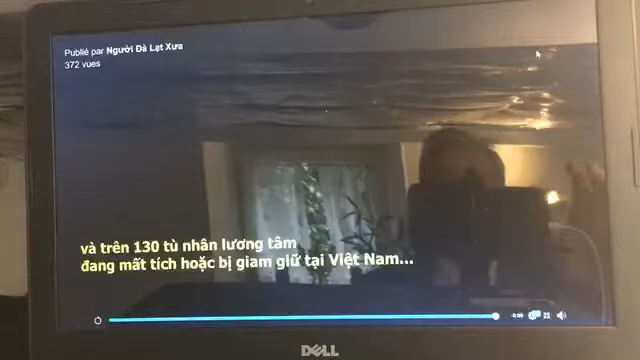 Publié par Người Đà Lạt Xưa
372 vues
và trên 130 tù nhân lương tâm
đang mất tích hoặc bị giam giữ tại Việt Nam...
DELL